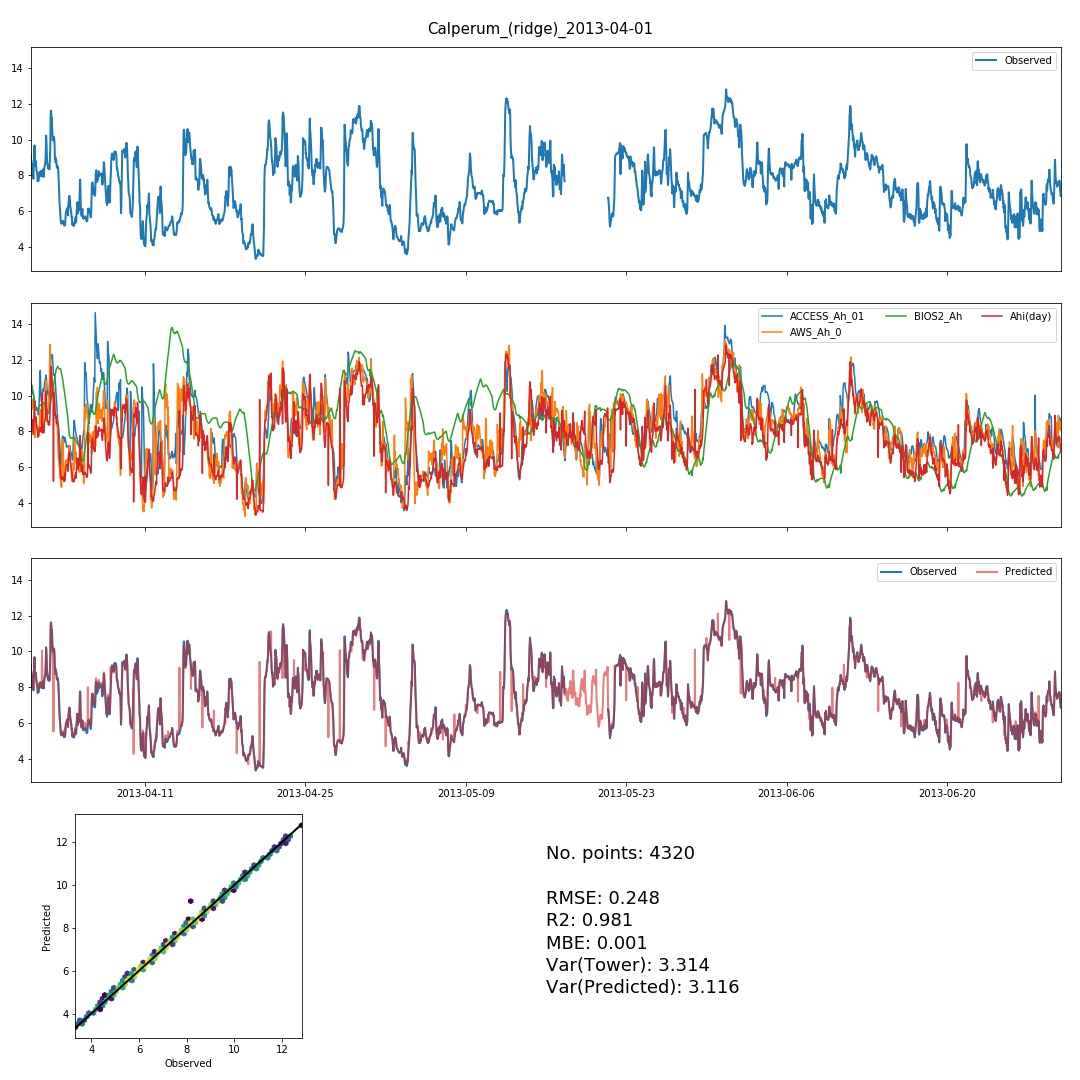 Calperum_(ridge)_2013-04-01
14
12
10
8
6
4
Observed
14
12
10
8
6
4
ACCESS_Ah_01 BIOS2_Ah Ahi(day)
AWS_Ah_0
14
12
10
8
6
4
Observed Predicted
2013-04-11 2013-04-25 2013-05-09 2013-05-23 2013-06-06 2013-06-20
12
10
8
6
4
Predicted
4 6 8 10 12
Observed
No. points: 4320
RMSE: 0.248
R2: 0.981
MBE: 0.001
Var(Tower): 3.314
Var(Predicted): 3.116